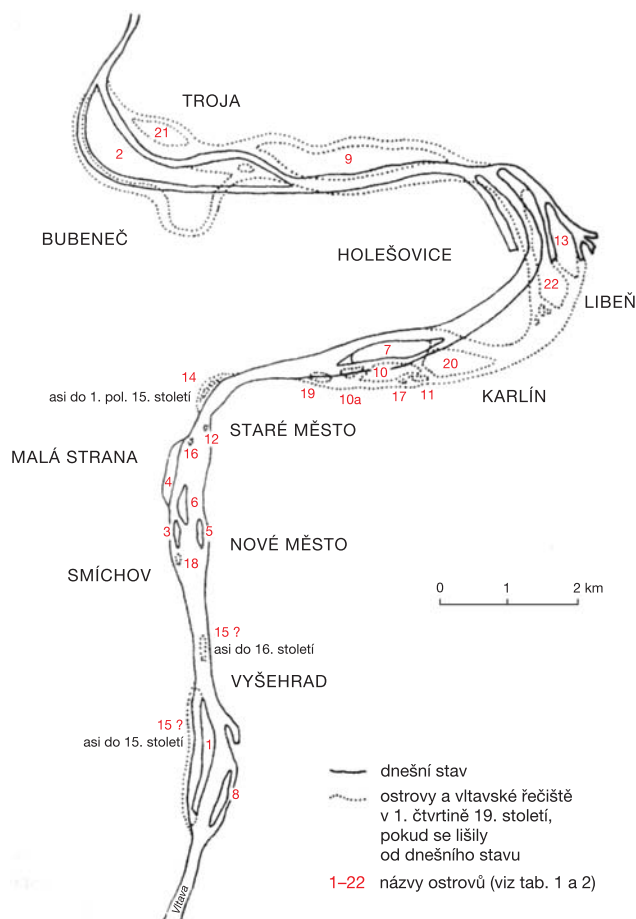 TROJA
21
2
9
BUBENEČ
HOLEŠOVICE
13
22
LIBEŇ
7
14
10
20
asi do 1. pol. 15. století
19
10a
17
11
KARLÍN
12
STARÉ MĚSTO
16
MALÁ STRANA
4
6
3
5
NOVÉ MĚSTO
18
SMÍCHOV
0 1 2 km
15 ?
asi do 16. století
VYŠEHRAD
15 ?
asi do 15. století
1
8
dnešní stav
ostrovy a vltavské řečiště
v 1. čtvrtině 19. století,
pokud se lišily
od dnešního stavu
1–22 názvy ostrovů (viz tab. 1 a 2)
Vltava